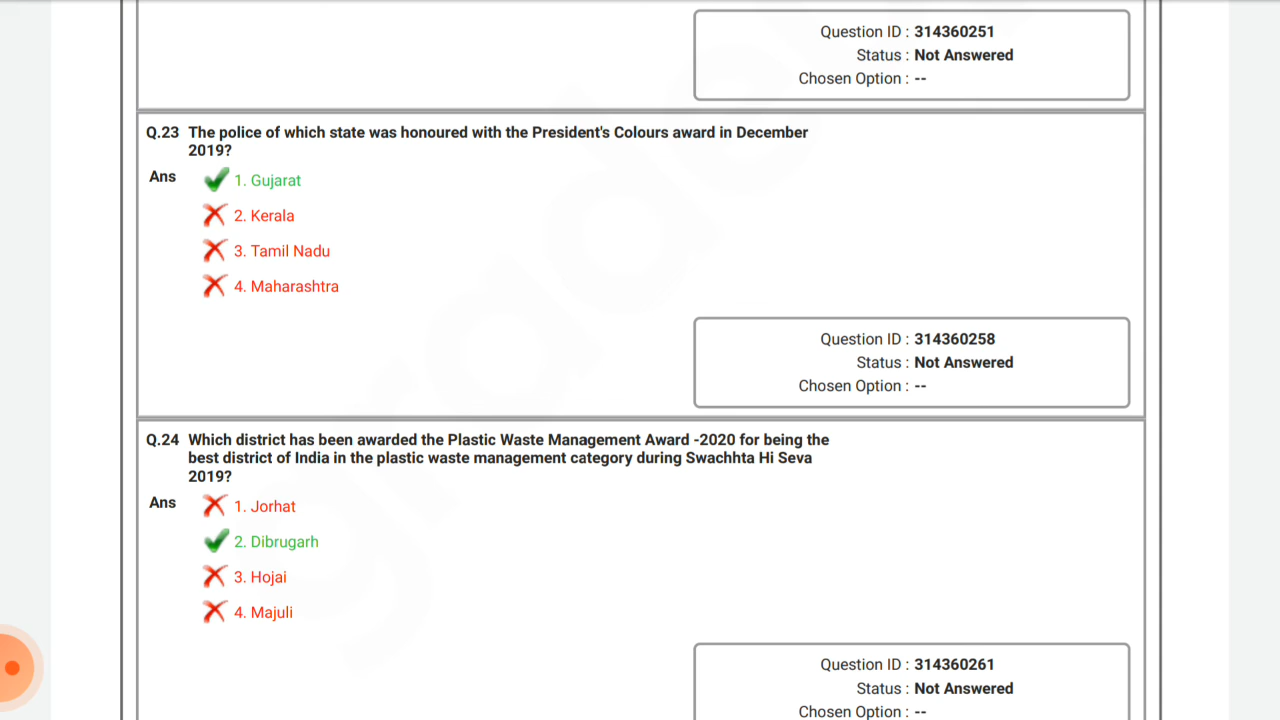 Question ID : 314360251
Status : Not Answered
Chosen Option : --
Q.23 The police of which state was honoured with the President's Colours award in December
2019?
Ans 1. Gujarat
2. Kerala
3. Tamil Nadu
4. Maharashtra
Question ID : 314360258
Status : Not Answered
Chosen Option : --
Q.24 Which district has been awarded the Plastic Waste Management Award -2020 for being the
best district of India in the plastic waste management category during Swachhta Hi Seva
2019?
Ans 1. Jorhat
2. Dibrugarh
3. Hojai
4. Majuli
Question ID : 314360261
Status : Not Answered
Chosen Option : --